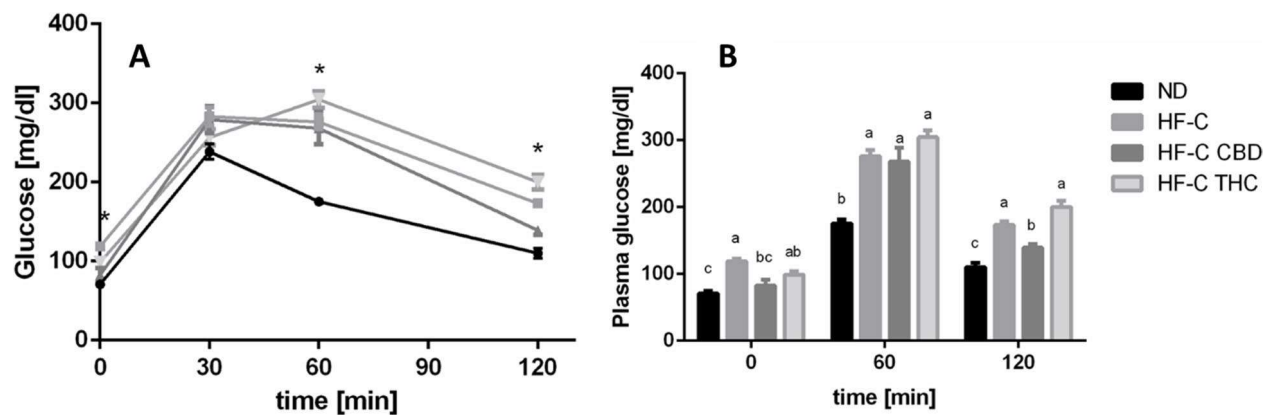 A
Glucose [mg/dl]
400
300
200
100
0
*
*
*
0 30 60 90 120
time [min]
B
Plasma glucose [mg/dl]
400
300
200
100
0
c a bc ab
b a a a
c a b a
0 60 120
time [min]
ND
HF-C
HF-C CBD
HF-C THC